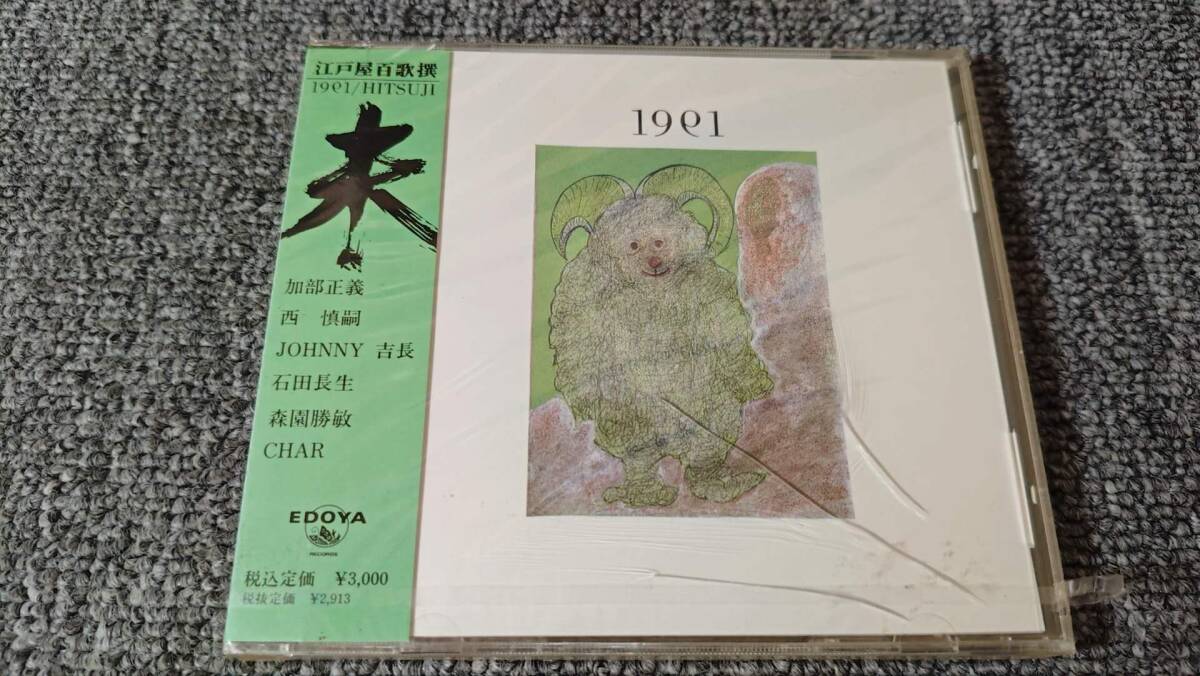 江戸屋百歌撰
1991/HITSUJI
未
加部正義
西 慎嗣
JOHNNY 吉長
石田長生
森園勝敏
CHAR
EDOYA
RECORDS
税込定価 ¥3,000
税抜定価 ¥2,913
1991